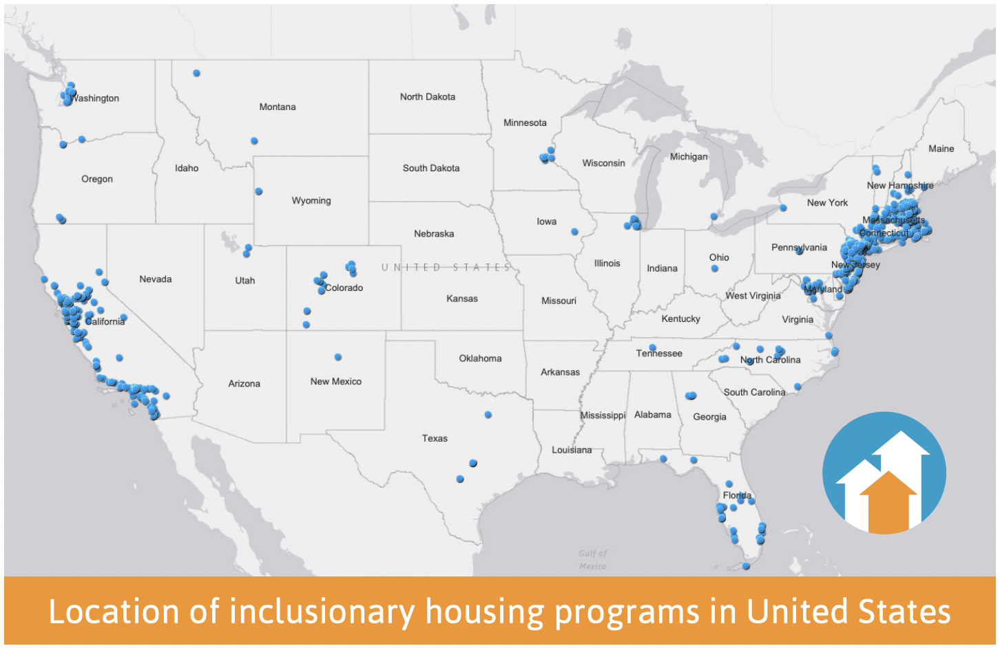 Washington
Montana
North Dakota
Minnesota
Maine
Oregon
Idaho
South Dakota
Wisconsin
Michigan
New Hampshire
Wyoming
New York
Nebraska
Iowa
Massachusetts
Connecticut
Pennsylvania
Nevada
Utah
Colorado
UNITED STATES
Illinois
Indiana
Ohio
New Jersey
Kansas
Missouri
West Virginia
Maryland
California
Kentucky
Virginia
Oklahoma
Tennessee
North Carolina
Arizona
New Mexico
Arkansas
South Carolina
Mississippi
Alabama
Georgia
Texas
Louisiana
Florida
Gulf of
Mexico
Location of inclusionary housing programs in United States